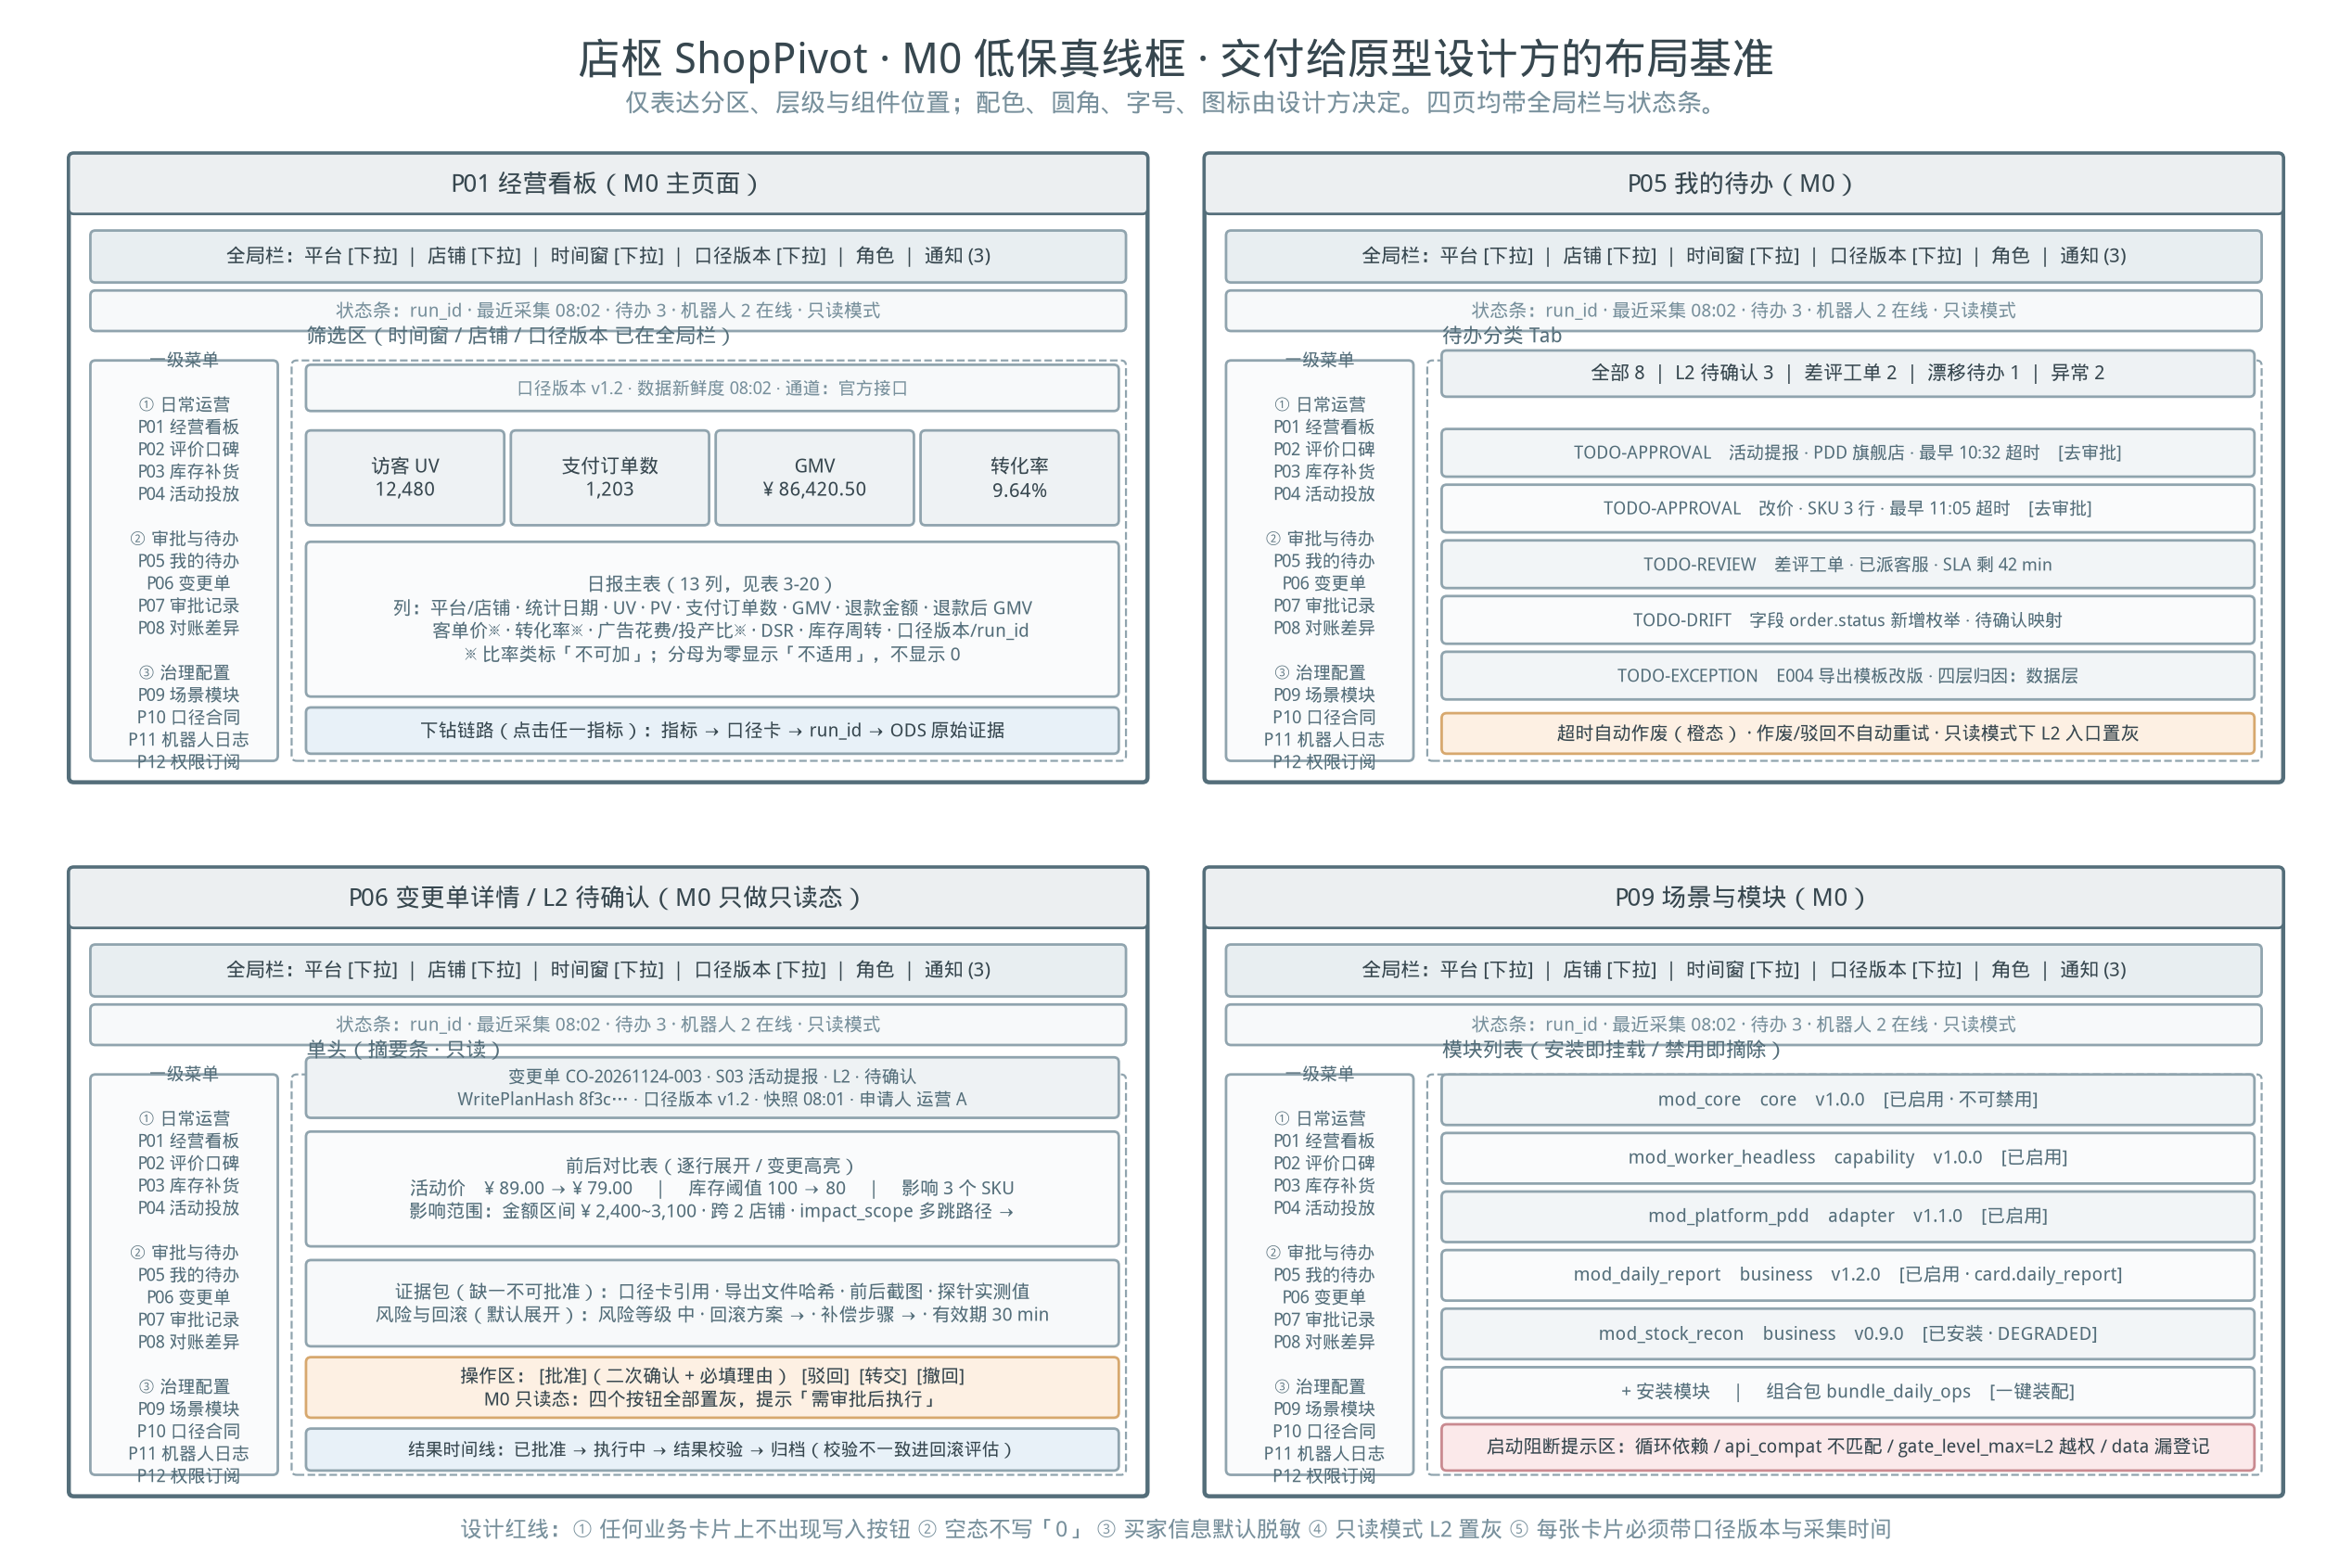 店枢 ShopPivot · M0 低保真线框 · 交付给原型设计方的布局基准
仅表达分区、层级与组件位置；配色、圆角、字号、图标由设计方决定。四页均带全局栏与状态条。
P01 经营看板（M0 主页面）
全局栏：平台 [下拉] | 店铺 [下拉] | 时间窗 [下拉] | 口径版本 [下拉] | 角色 | 通知 (3)
状态条：run_id · 最近采集 08:02 · 待办 3 · 机器人 2 在线 · 只读模式
筛选区（时间窗 / 店铺 / 口径版本 已在全局栏）
一级菜单
① 日常运营
P01 经营看板
P02 评价口碑
P03 库存补货
P04 活动投放
② 审批与待办
P05 我的待办
P06 变更单
P07 审批记录
P08 对账差异
③ 治理配置
P09 场景模块
P10 口径合同
P11 机器人日志
P12 权限订阅
口径版本 v1.2 · 数据新鲜度 08:02 · 通道：官方接口
访客 UV
12,480
支付订单数
1,203
GMV
¥ 86,420.50
转化率
9.64%
日报主表（13 列，见表 3-20）
列：平台/店铺 · 统计日期 · UV · PV · 支付订单数 · GMV · 退款金额 · 退款后 GMV
客单价※ · 转化率※ · 广告花费/投产比※ · DSR · 库存周转 · 口径版本/run_id
※ 比率类标「不可加」；分母为零显示「不适用」，不显示 0
下钻链路（点击任一指标）：指标 → 口径卡 → run_id → ODS 原始证据
P05 我的待办（M0）
全局栏：平台 [下拉] | 店铺 [下拉] | 时间窗 [下拉] | 口径版本 [下拉] | 角色 | 通知 (3)
状态条：run_id · 最近采集 08:02 · 待办 3 · 机器人 2 在线 · 只读模式
待办分类 Tab
一级菜单
① 日常运营
P01 经营看板
P02 评价口碑
P03 库存补货
P04 活动投放
② 审批与待办
P05 我的待办
P06 变更单
P07 审批记录
P08 对账差异
③ 治理配置
P09 场景模块
P10 口径合同
P11 机器人日志
P12 权限订阅
全部 8 | L2 待确认 3 | 差评工单 2 | 漂移待办 1 | 异常 2
TODO-APPROVAL 活动提报 · PDD 旗舰店 · 最早 10:32 超时 [去审批]
TODO-APPROVAL 改价 · SKU 3 行 · 最早 11:05 超时 [去审批]
TODO-REVIEW 差评工单 · 已派客服 · SLA 剩 42 min
TODO-DRIFT 字段 order.status 新增枚举 · 待确认映射
TODO-EXCEPTION E004 导出模板改版 · 四层归因：数据层
超时自动作废（橙态）· 作废/驳回不自动重试 · 只读模式下 L2 入口置灰
P06 变更单详情 / L2 待确认（M0 只做只读态）
全局栏：平台 [下拉] | 店铺 [下拉] | 时间窗 [下拉] | 口径版本 [下拉] | 角色 | 通知 (3)
状态条：run_id · 最近采集 08:02 · 待办 3 · 机器人 2 在线 · 只读模式
单头（摘要条 · 只读）
一级菜单
① 日常运营
P01 经营看板
P02 评价口碑
P03 库存补货
P04 活动投放
② 审批与待办
P05 我的待办
P06 变更单
P07 审批记录
P08 对账差异
③ 治理配置
P09 场景模块
P10 口径合同
P11 机器人日志
P12 权限订阅
变更单 CO-20261124-003 · S03 活动提报 · L2 · 待确认
WritePlanHash 8f3c… · 口径版本 v1.2 · 快照 08:01 · 申请人 运营 A
前后对比表（逐行展开 / 变更高亮）
活动价 ¥ 89.00 → ¥ 79.00 | 库存阈值 100 → 80 | 影响 3 个 SKU
影响范围：金额区间 ¥ 2,400~3,100 · 跨 2 店铺 · impact_scope 多跳路径 →
证据包（缺一不可批准）：口径卡引用 · 导出文件哈希 · 前后截图 · 探针实测值
风险与回滚（默认展开）：风险等级 中 · 回滚方案 → · 补偿步骤 → · 有效期 30 min
操作区： [批准]（二次确认 + 必填理由） [驳回] [转交] [撤回]
M0 只读态：四个按钮全部置灰，提示「需审批后执行」
结果时间线：已批准 → 执行中 → 结果校验 → 归档（校验不一致进回滚评估）
P09 场景与模块（M0）
全局栏：平台 [下拉] | 店铺 [下拉] | 时间窗 [下拉] | 口径版本 [下拉] | 角色 | 通知 (3)
状态条：run_id · 最近采集 08:02 · 待办 3 · 机器人 2 在线 · 只读模式
模块列表（安装即挂载 / 禁用即摘除）
一级菜单
① 日常运营
P01 经营看板
P02 评价口碑
P03 库存补货
P04 活动投放
② 审批与待办
P05 我的待办
P06 变更单
P07 审批记录
P08 对账差异
③ 治理配置
P09 场景模块
P10 口径合同
P11 机器人日志
P12 权限订阅
mod_core core v1.0.0 [已启用 · 不可禁用]
mod_worker_headless capability v1.0.0 [已启用]
mod_platform_pdd adapter v1.1.0 [已启用]
mod_daily_report business v1.2.0 [已启用 · card.daily_report]
mod_stock_recon business v0.9.0 [已安装 · DEGRADED]
+ 安装模块 | 组合包 bundle_daily_ops [一键装配]
启动阻断提示区：循环依赖 / api_compat 不匹配 / gate_level_max=L2 越权 / data 漏登记
设计红线：① 任何业务卡片上不出现写入按钮 ② 空态不写「0」 ③ 买家信息默认脱敏 ④ 只读模式 L2 置灰 ⑤ 每张卡片必须带口径版本与采集时间